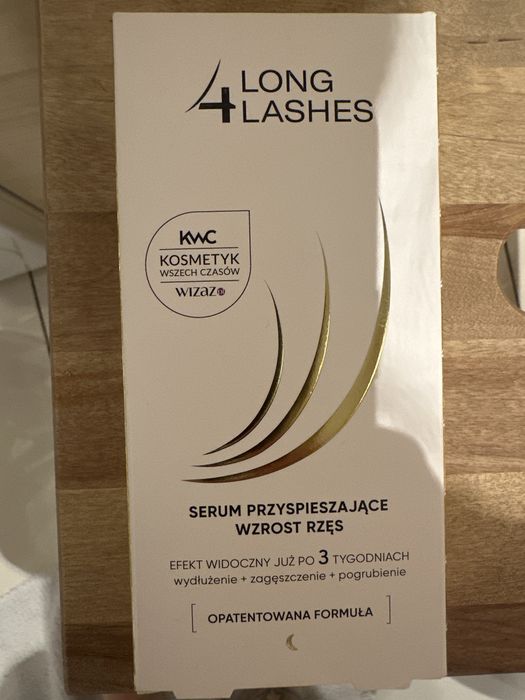 4 LONG
LASHES
KWC
KOSMETYK
WSZECH CZASÓW
wizaz
SERUM PRZYSPIESZAJĄCE
WZROST RZĘS
EFEKT WIDOCZNY JUŻ PO 3 TYGODNIACH
wydłużenie + zagęszczenie + pogrubienie
[ OPATENTOWANA FORMUŁA ]